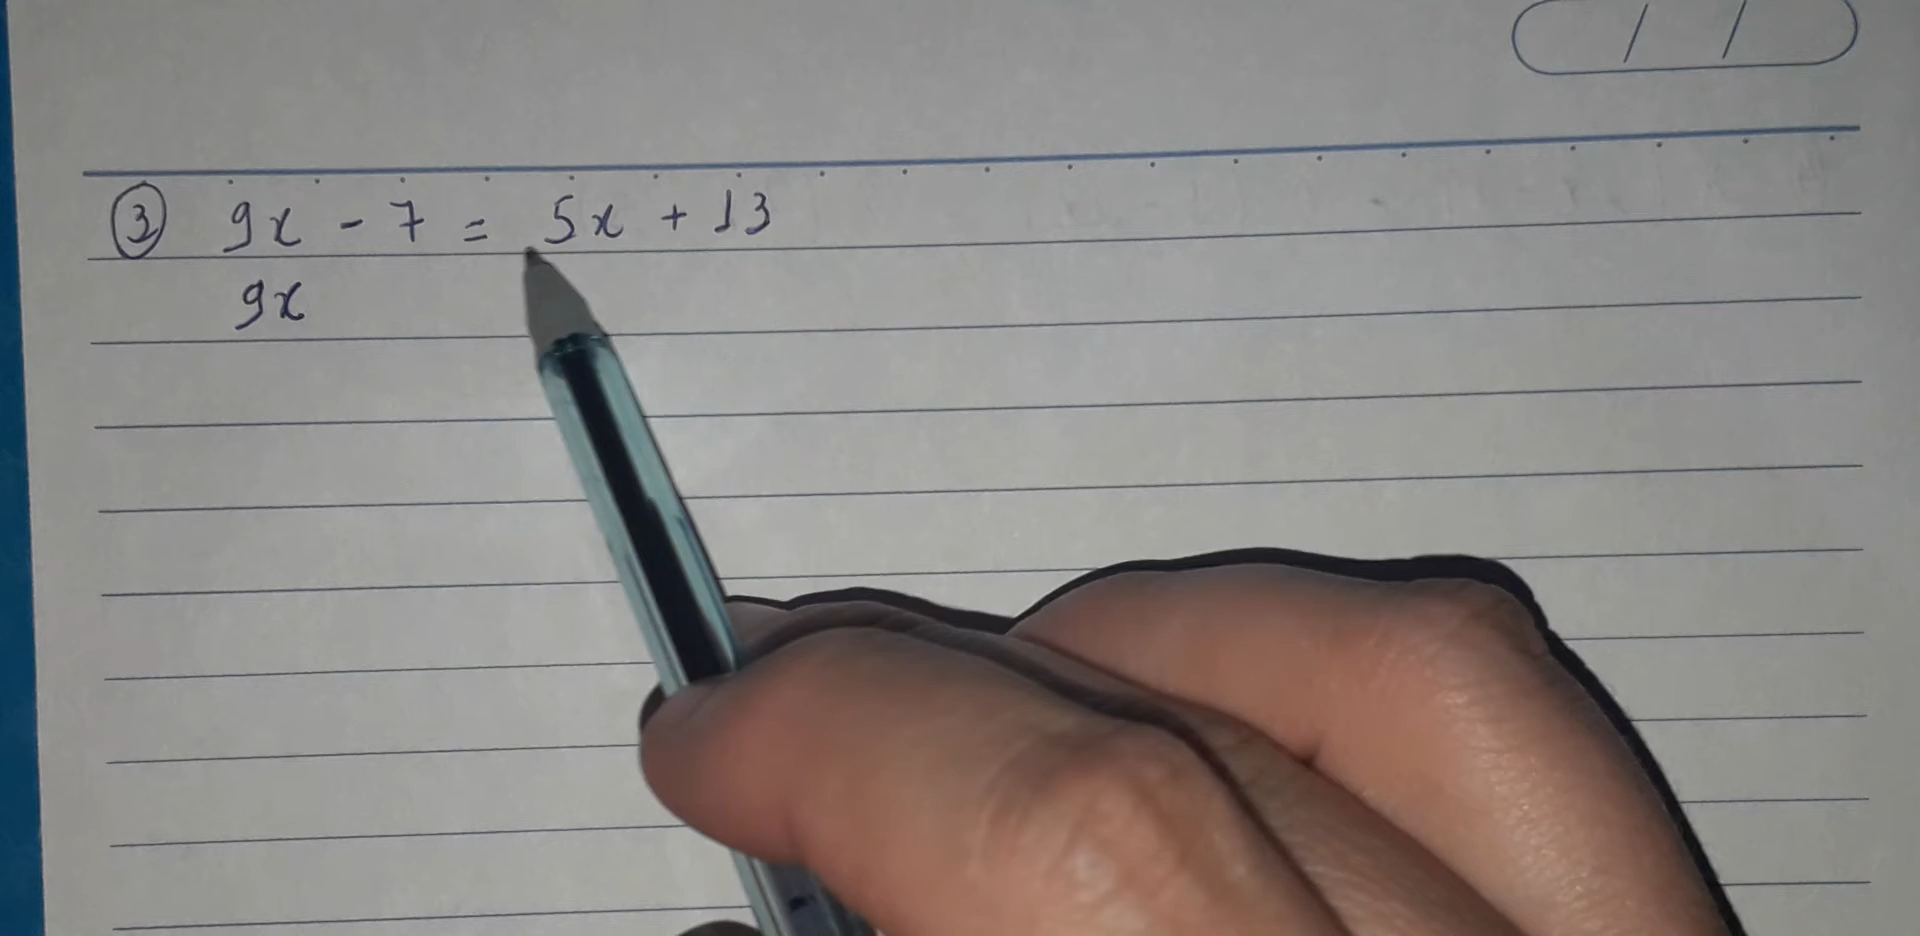 / /
③ 9x - 7 = 5x + 13
9x